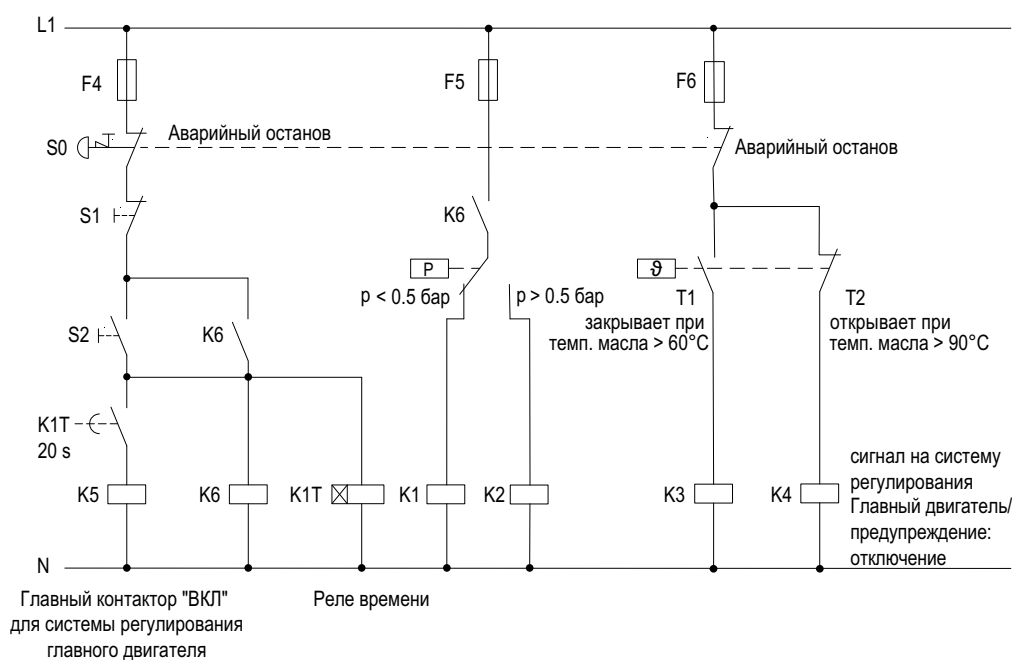 L1
F4
F5
F6
S0
Аварийный останов
Аварийный останов
S1
K6
P
ϑ
p < 0.5 бар
p > 0.5 бар
T1
T2
закрывает при
темп. масла > 60°C
открывает при
темп. масла > 90°C
S2
K6
K1T
20 s
K5
K6
K1T
K1
K2
K3
K4
сигнал на систему
регулирования
Главный двигатель/
предупреждение:
отключение
N
Главный контактор "ВКЛ"
для системы регулирования
главного двигателя
Реле времени